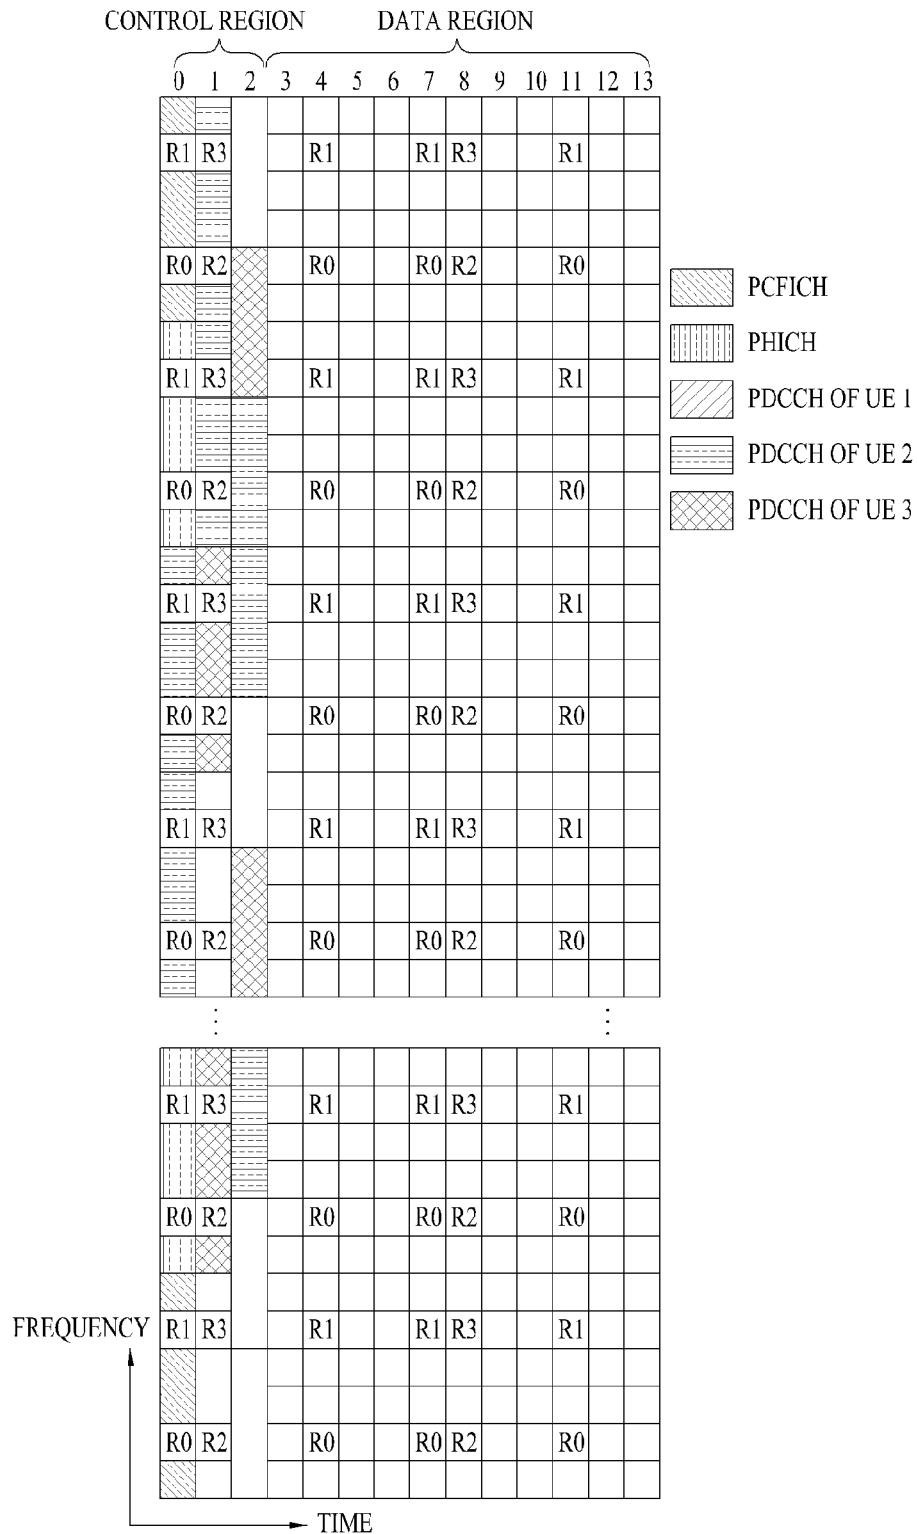 CONTROL REGION DATA REGION
0 1 2 3 4 5 6 7 8 9 10 11 12 13
R1 R3 R1 R1 R3 R1
R0 R2 R0 R0 R2 R0
PCFICH
PHICH
R1 R3 R1 R1 R3 R1
PDCCH OF UE 1
PDCCH OF UE 2
R0 R2 R0 R0 R2 R0
PDCCH OF UE 3
R1 R3 R1 R1 R3 R1
R0 R2 R0 R0 R2 R0
R1 R3 R1 R1 R3 R1
R0 R2 R0 R0 R2 R0
R1 R3 R1 R1 R3 R1
R0 R2 R0 R0 R2 R0
FREQUENCY R1 R3 R1 R1 R3 R1
R0 R2 R0 R0 R2 R0
TIME